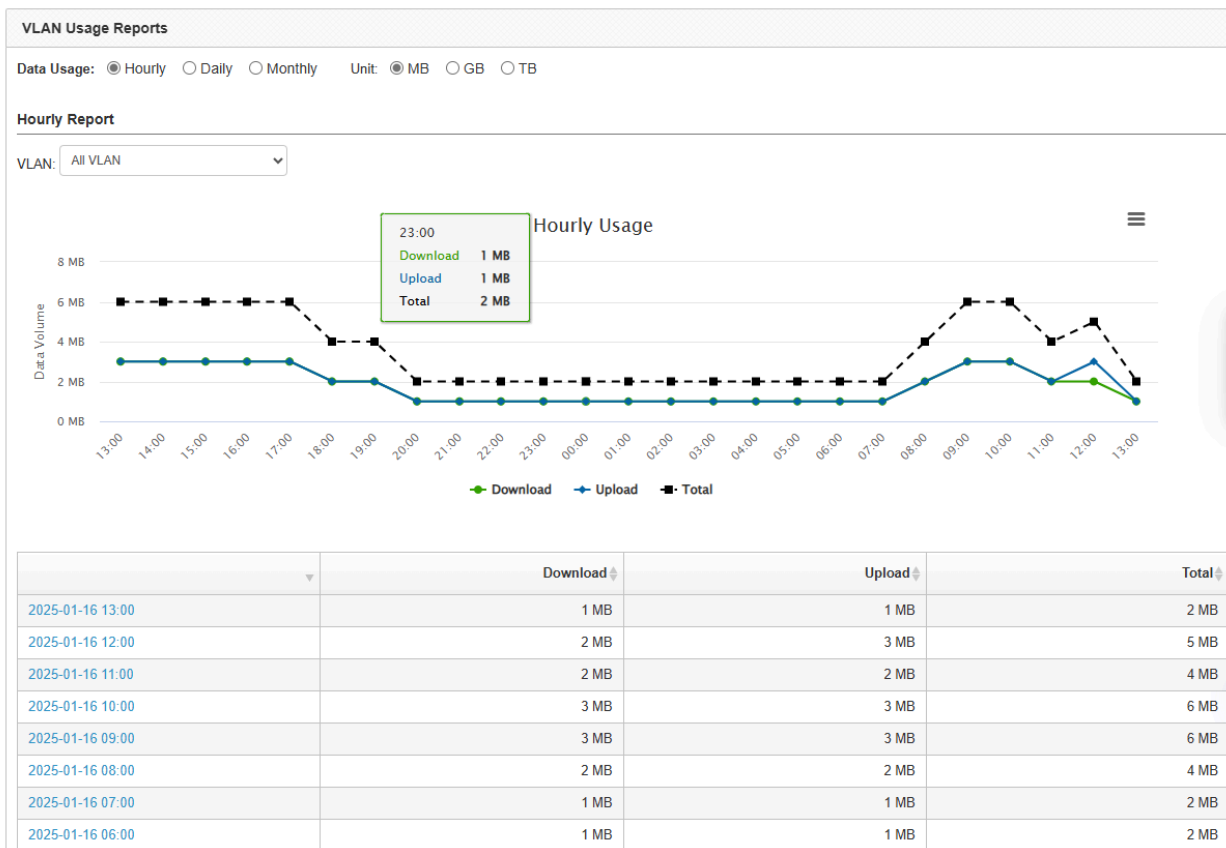 VLAN Usage Reports
Data Usage: Hourly Daily Monthly Unit: MB GB TB
Hourly Report
VLAN: All VLAN
Hourly Usage
23:00
Download 1 MB
Upload 1 MB
Total 2 MB
Data Volume
8 MB
6 MB
4 MB
2 MB
0 MB
13:00 14:00 15:00 16:00 17:00 18:00 19:00 20:00 21:00 22:00 23:00 00:00 01:00 02:00 03:00 04:00 05:00 06:00 07:00 08:00 09:00 10:00 11:00 12:00 13:00
Download Upload Total
Download Upload Total
2025-01-16 13:00 1 MB 1 MB 2 MB
2025-01-16 12:00 2 MB 3 MB 5 MB
2025-01-16 11:00 2 MB 2 MB 4 MB
2025-01-16 10:00 3 MB 3 MB 6 MB
2025-01-16 09:00 3 MB 3 MB 6 MB
2025-01-16 08:00 2 MB 2 MB 4 MB
2025-01-16 07:00 1 MB 1 MB 2 MB
2025-01-16 06:00 1 MB 1 MB 2 MB